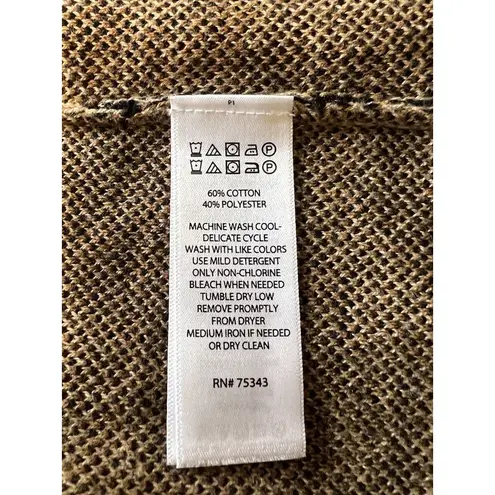 60% COTTON
40% POLYESTER
MACHINE WASH COOL-
DELICATE CYCLE
WASH WITH LIKE COLORS
USE MILD DETERGENT
ONLY NON-CHLORINE
BLEACH WHEN NEEDED
TUMBLE DRY LOW
REMOVE PROMPTLY
FROM DRYER
MEDIUM IRON IF NEEDED
OR DRY CLEAN
RN# 75343